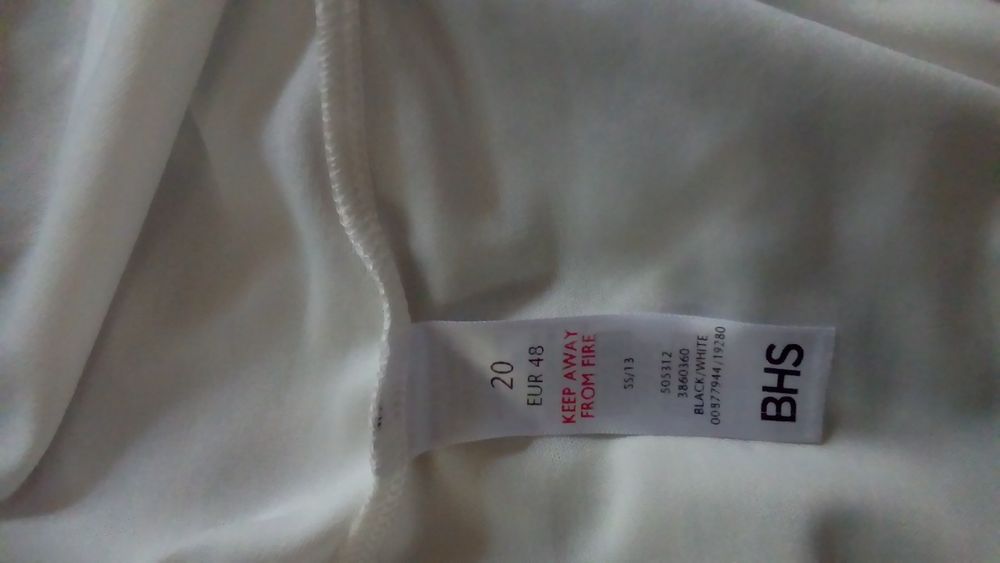 20
EUR 48
KEEP AWAY
FROM FIRE
SS/13
505312
3860360
BLACK/WHITE
00877944/19280
BHS